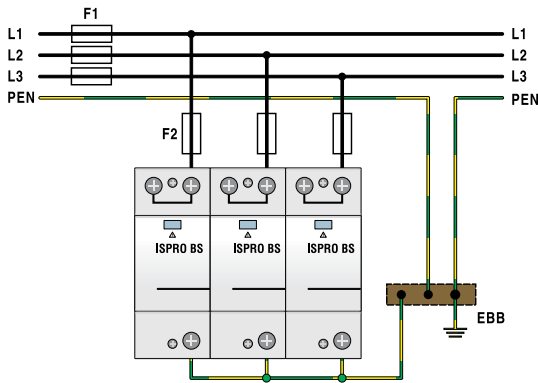 F1
L1 L1
L2 L2
L3 L3
PEN PEN
F2
ISPRO BS ISPRO BS ISPRO BS
EBB